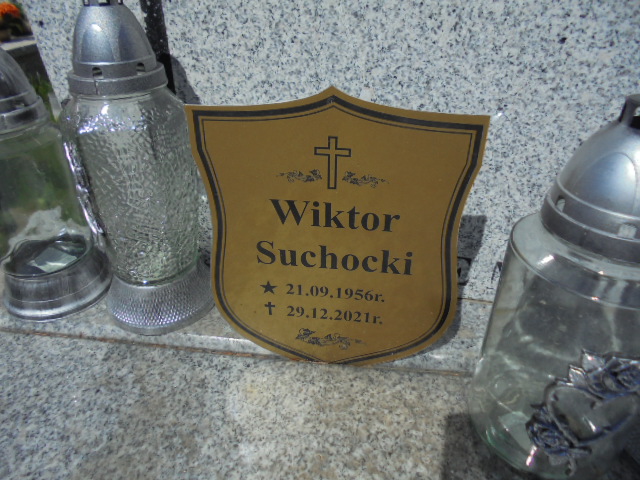 Wiktor
Suchocki
★ 21.09.1956r.
✝ 29.12.2021r.